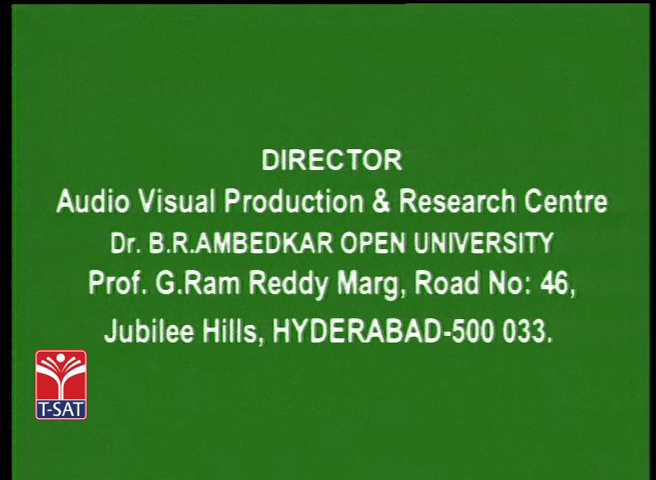 DIRECTOR
Audio Visual Production & Research Centre
Dr. B.R.AMBEDKAR OPEN UNIVERSITY
Prof. G.Ram Reddy Marg, Road No: 46,
Jubilee Hills, HYDERABAD-500 033.
T-SAT